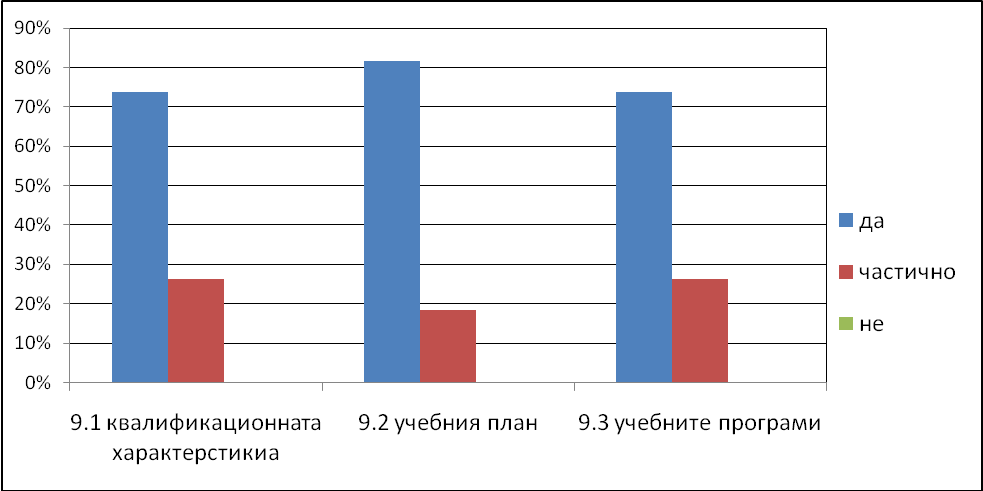 90%
80%
70%
60%
50%
40%
30%
20%
10%
0%
9.1 квалификационната
характерстикиа
9.2 учебния план
9.3 учебните програми
да
частично
не